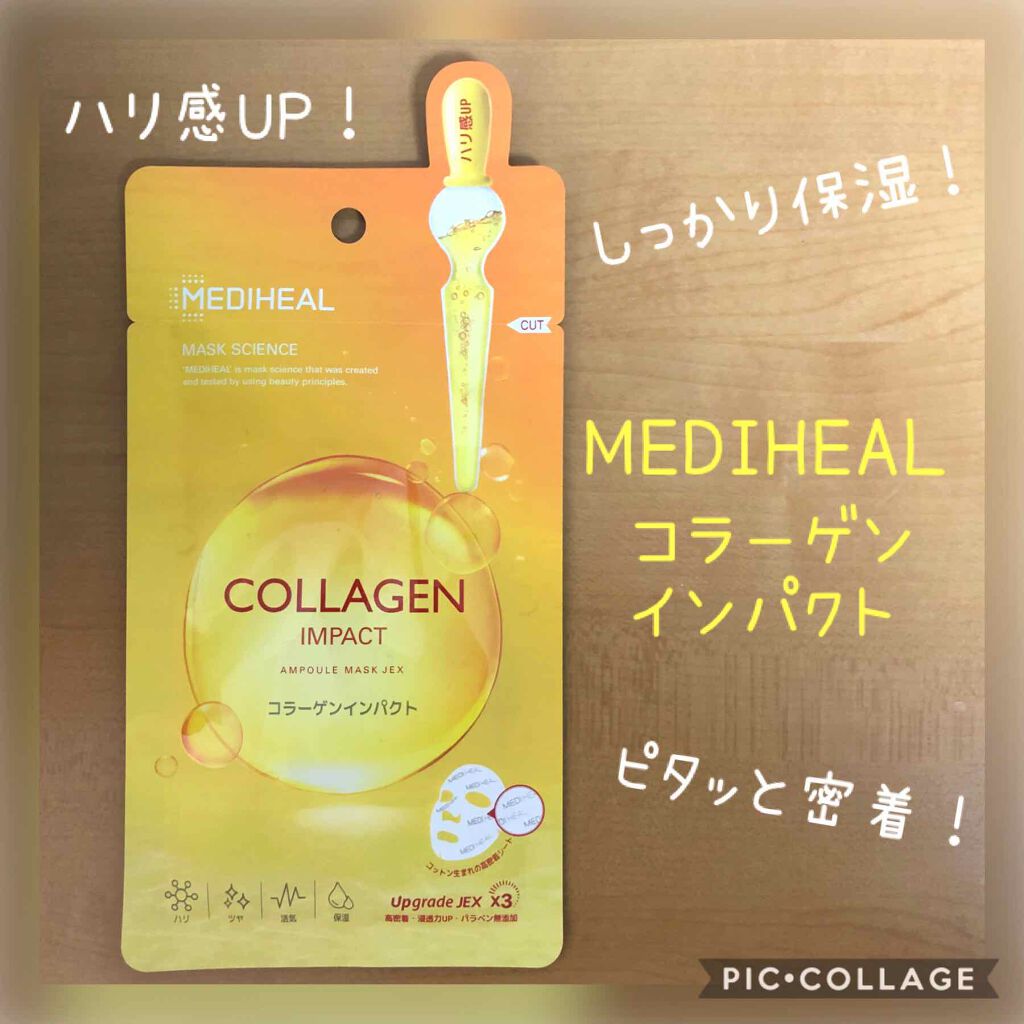 ハリ感UP！
しっかり保湿！
MEDIHEAL
コラーゲン
インパクト
ピタッと密着！
ハリ感UP
MEDIHEAL
CUT
MASK SCIENCE
'MEDIHEAL' is mask science that was created
and tested by using beauty principles.
COLLAGEN
IMPACT
AMPOULE MASK JEX
コラーゲンインパクト
MEDIHEAL
MEDIHEAL
MEDIHEAL
MEDIHEAL
コットン生まれの高密着シート
ハリ
ツヤ
活気
保湿
Upgrade JEX X3
高密着・浸透力UP・パラベン無添加
PIC•COLLAGE